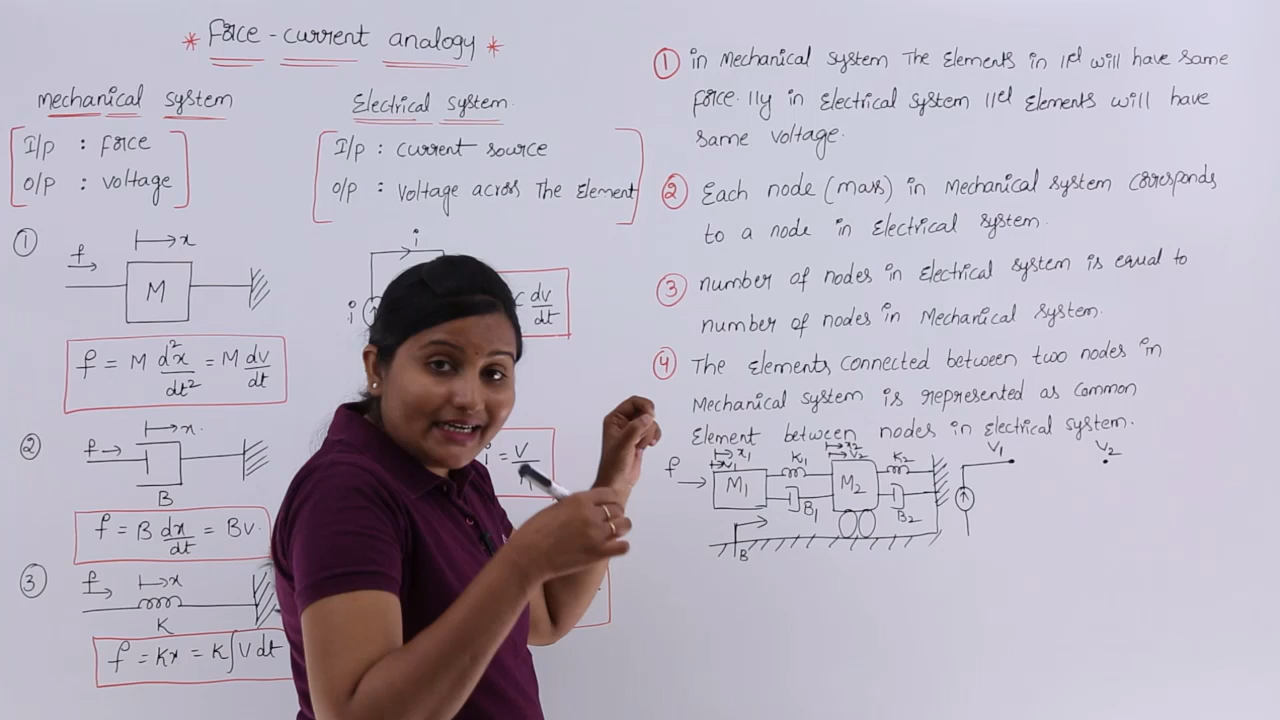 * Force - current analogy *
Mechanical system
I/p : force
O/p : voltage
① f x M
f = M d²x/dt² = M dv/dt
② f x B
f = B dx/dt = Bv.
③ f x K
f = Kx = K∫V dt
Electrical system.
I/p : current source
O/p : Voltage across The Element
i i
dv/dt
i = V
① in Mechanical system The Elements in 11el will have same
force. 11ly in Electrical system 11el Elements will have
same voltage.
② Each node (mass) in Mechanical system corresponds
to a node in Electrical system.
③ number of nodes in Electrical system is equal to
number of nodes in Mechanical system.
④ The Elements connected between two nodes in
Mechanical system is represented as common
Element between nodes in Electrical system.
f x1 v1 M1 K1 B1 x2 v2 M2 K2 B2 B
V1 V2